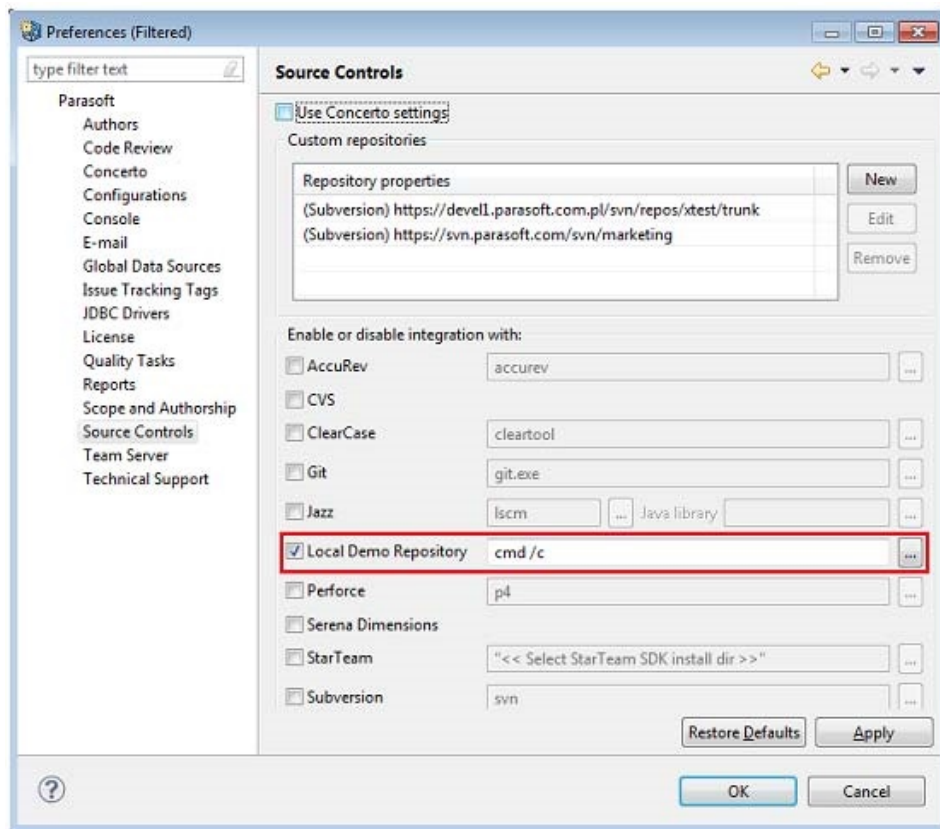 Preferences (Filtered)
type filter text
Parasoft
Authors
Code Review
Concerto
Configurations
Console
E-mail
Global Data Sources
Issue Tracking Tags
JDBC Drivers
License
Quality Tasks
Reports
Scope and Authorship
Source Controls
Team Server
Technical Support
Source Controls
Use Concerto settings
Custom repositories
Repository properties
(Subversion) https://devel1.parasoft.com.pl/svn/repos/xtest/trunk
(Subversion) https://svn.parasoft.com/svn/marketing
New
Edit
Remove
Enable or disable integration with:
AccuRev accurev ...
CVS
ClearCase cleartool ...
Git git.exe ...
Jazz lscm ... Java library ...
Local Demo Repository cmd /c ...
Perforce p4 ...
Serena Dimensions
StarTeam "<< Select StarTeam SDK install dir >>" ...
Subversion svn ...
Restore Defaults Apply
? OK Cancel